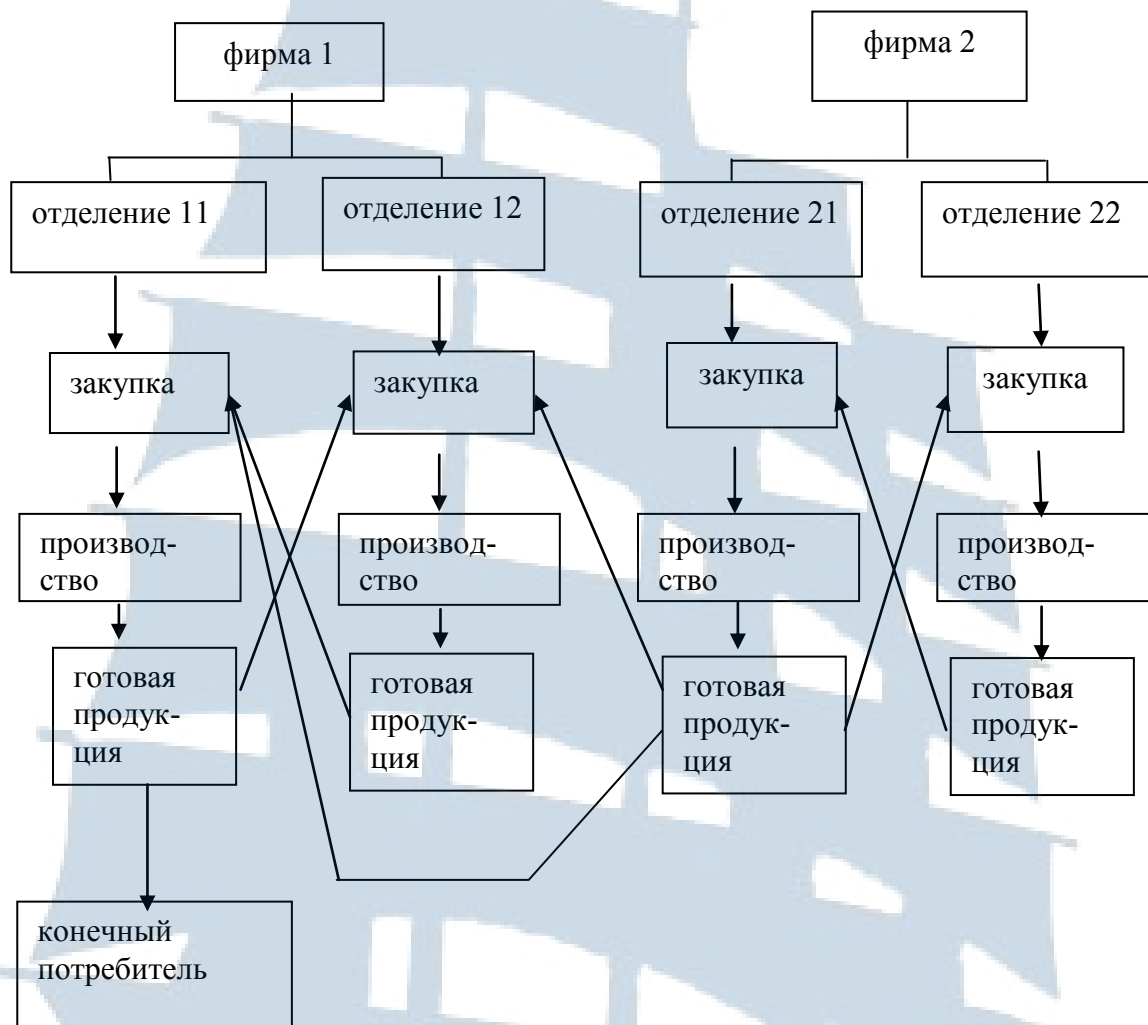 фирма 1
фирма 2
отделение 11
отделение 12
отделение 21
отделение 22
закупка
закупка
закупка
закупка
производ-
ство
производ-
ство
производ-
ство
производ-
ство
готовая
продук-
ция
готовая
продук-
ция
готовая
продук-
ция
готовая
продук-
ция
конечный
потребитель